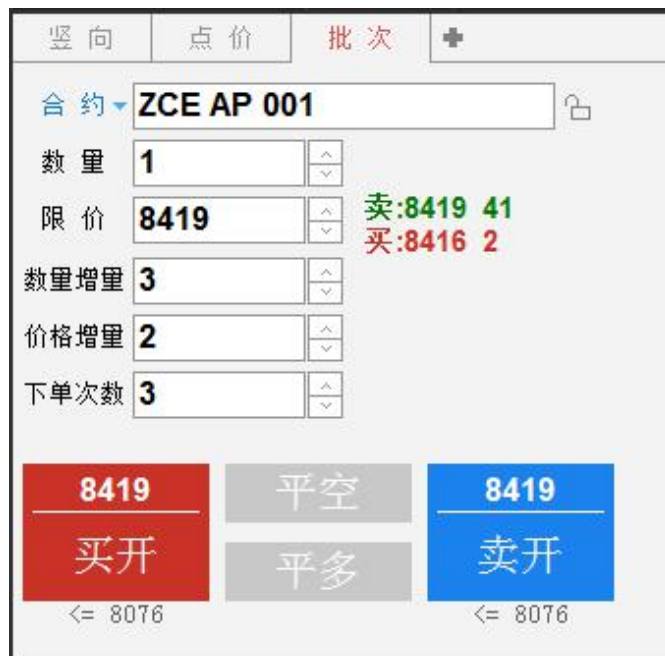 竖 向 点 价 批 次
合 约 ZCE AP 001
数 量 1
限 价 8419
卖:8419 41
买:8416 2
数量增量 3
价格增量 2
下单次数 3
8419 平空 8419
买开 平多 卖开
<= 8076 <= 8076